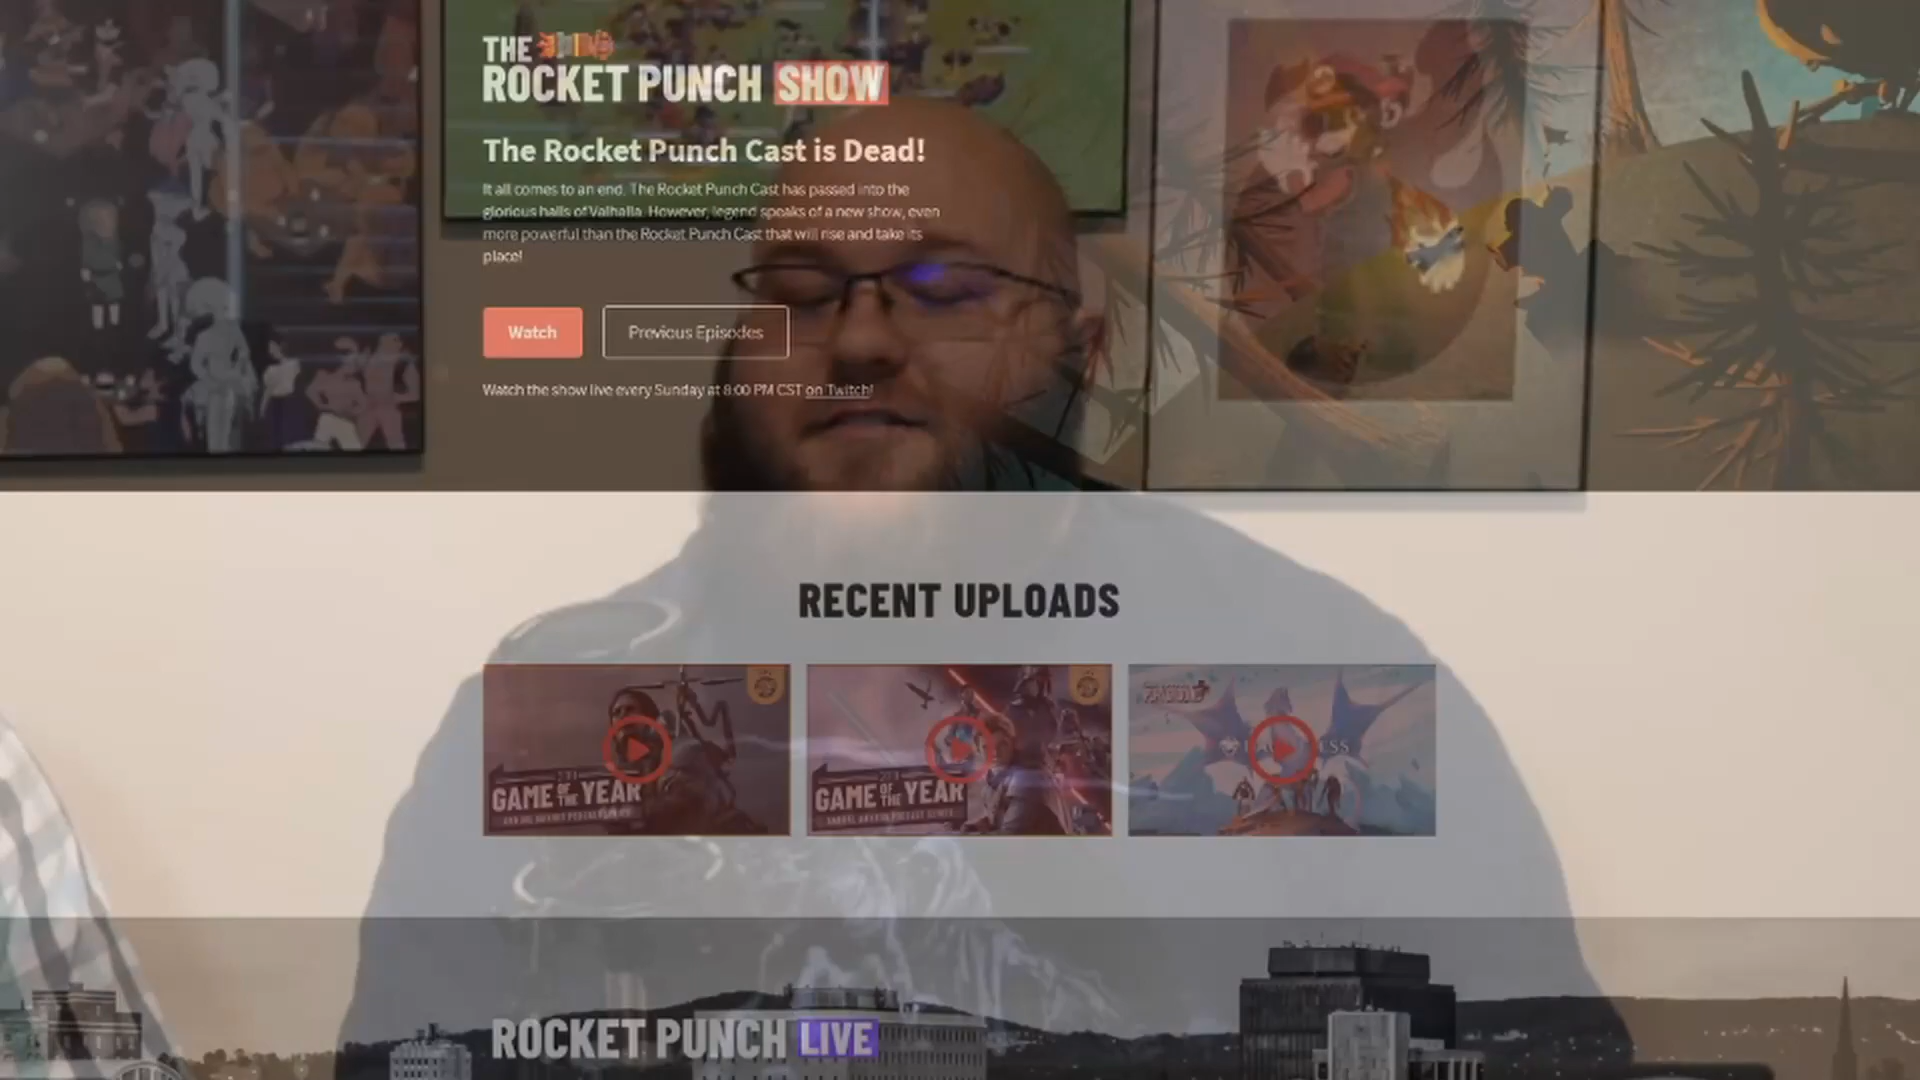 THE
ROCKET PUNCH SHOW
The Rocket Punch Cast is Dead!
It all comes to an end. The Rocket Punch Cast has passed into the
glorious halls of Valhalla. However, legend speaks of a new show, even
more powerful than the Rocket Punch Cast that will rise and take its
place!
Watch
Previous Episodes
Watch the show live every Sunday at 8:00 PM CST on Twitch!
RECENT UPLOADS
GAME OF THE YEAR
GAME OF THE YEAR
ROCKET PUNCH LIVE